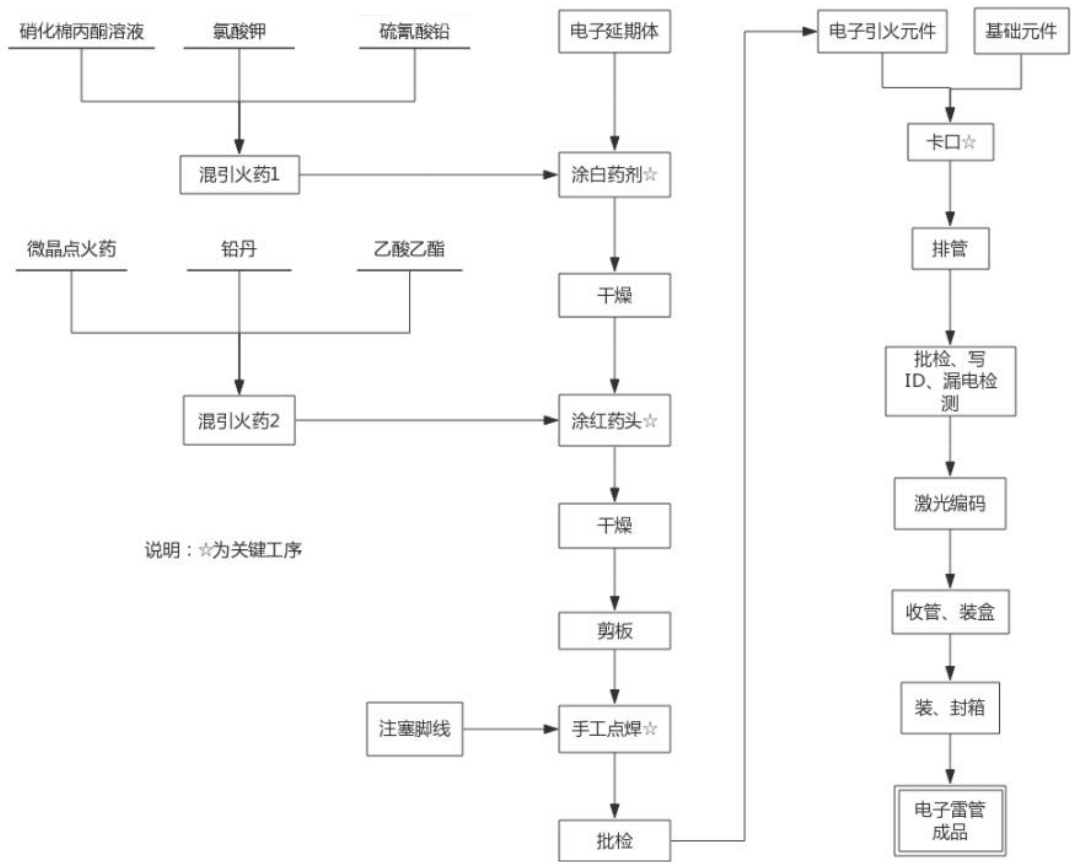 硝化棉丙酮溶液
氯酸钾
硫氰酸铅
电子延期体
电子引火元件
基础元件
卡口☆
混引火药1
涂白药剂☆
排管
微晶点火药
铅丹
乙酸乙酯
干燥
批检、写
ID、漏电检
测
混引火药2
涂红药头☆
激光编码
干燥
说明：☆为关键工序
收管、装盒
剪板
装、封箱
注塞脚线
手工点焊☆
电子雷管
成品
批检